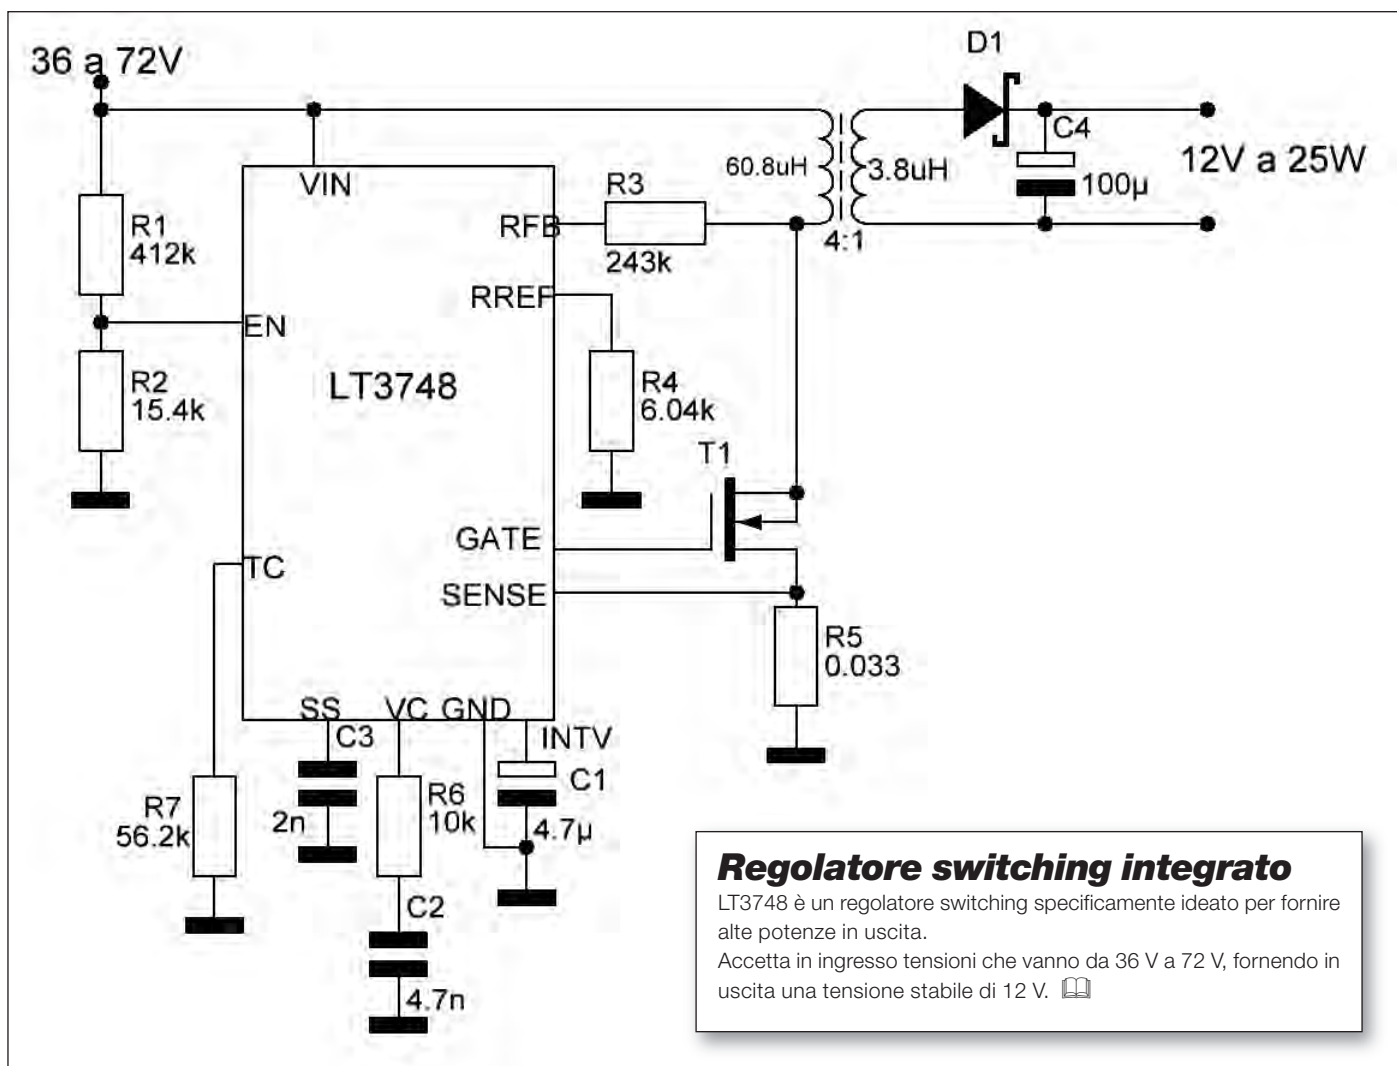 36 a 72V
D1
C4
12V a 25W
VIN
60.8uH
3.8uH
100µ
R3
R1
412k
RFB
4:1
243k
RREF
EN
R2
15.4k
LT3748
R4
6.04k
T1
GATE
TC
SENSE
R5
0.033
SS
VC
GND
C3
INTV
C1
R7
56.2k
2n
R6
10k
4.7µ
C2
4.7n
Regolatore switching integrato
LT3748 è un regolatore switching specificamente ideato per fornire
alte potenze in uscita.
Accetta in ingresso tensioni che vanno da 36 V a 72 V, fornendo in
uscita una tensione stabile di 12 V.